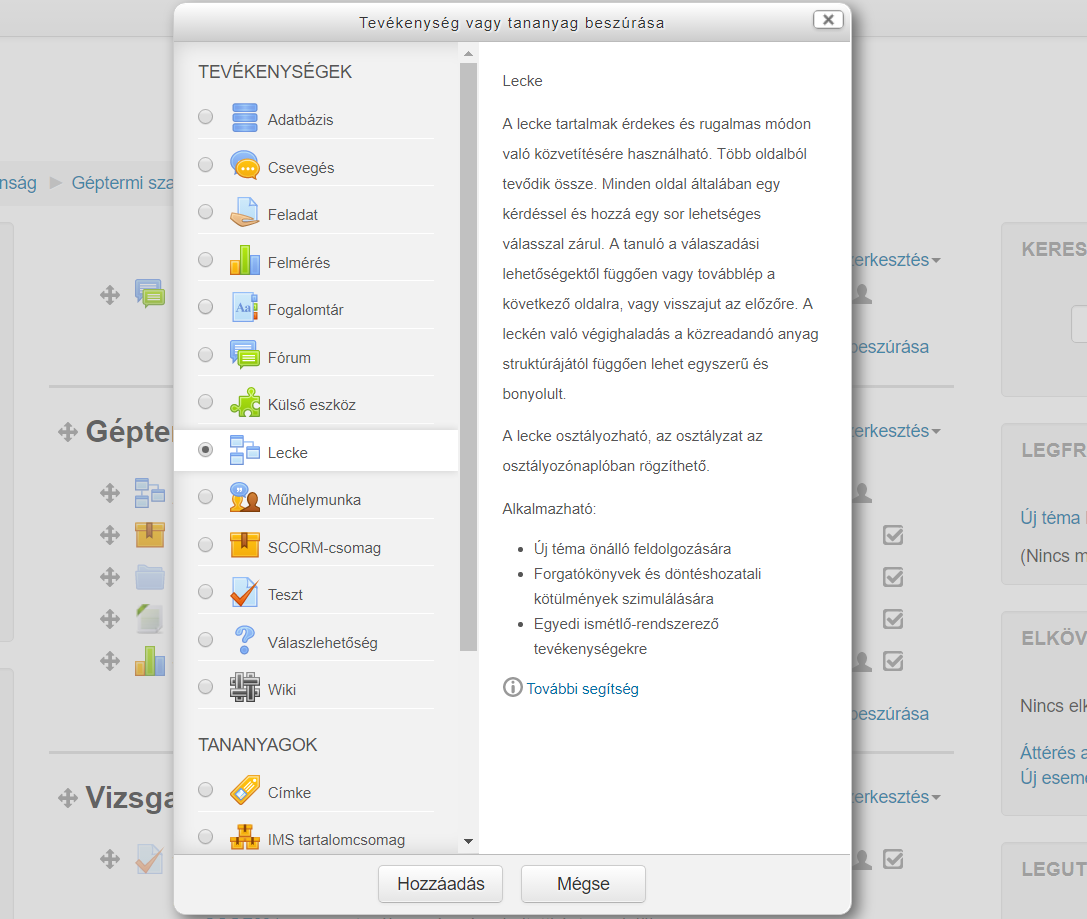 Tevékenység vagy tananyag beszúrása
TEVÉKENYSÉGEK
Adatbázis
Csevegés
Feladat
Felmérés
Fogalomtár
Fórum
Külső eszköz
Lecke
Műhelymunka
SCORM-csomag
Teszt
Válaszlehetőség
Wiki
TANANYAGOK
Címke
IMS tartalomcsomag
Lecke
A lecke tartalmak érdekes és rugalmas módon
való közvetítésére használható. Több oldalból
tevődik össze. Minden oldal általában egy
kérdéssel és hozzá egy sor lehetséges
válasszal zárul. A tanuló a válaszadási
lehetőségektől függően vagy továbblép a
következő oldalra, vagy visszajut az előzőre. A
leckén való végighaladás a közreadandó anyag
struktúrájától függően lehet egyszerű és
bonyolult.
A lecke osztályozható, az osztályzat az
osztályozónaplóban rögzíthető.
Alkalmazható:
• Új téma önálló feldolgozására
• Forgatókönyvek és döntéshozatali
kötülmények szimulálására
• Egyedi ismétlő-rendszerező
tevékenységekre
További segítség
Hozzáadás
Mégse
nság
Géptermi sza
erkesztés
beszúrása
Gépter
erkesztés
beszúrása
Vizsga
erkesztés
KERES
LEGFR
Új téma
(Nincs m
ELKÖV
Nincs elk
Áttérés a
Új esemé
LEGUT